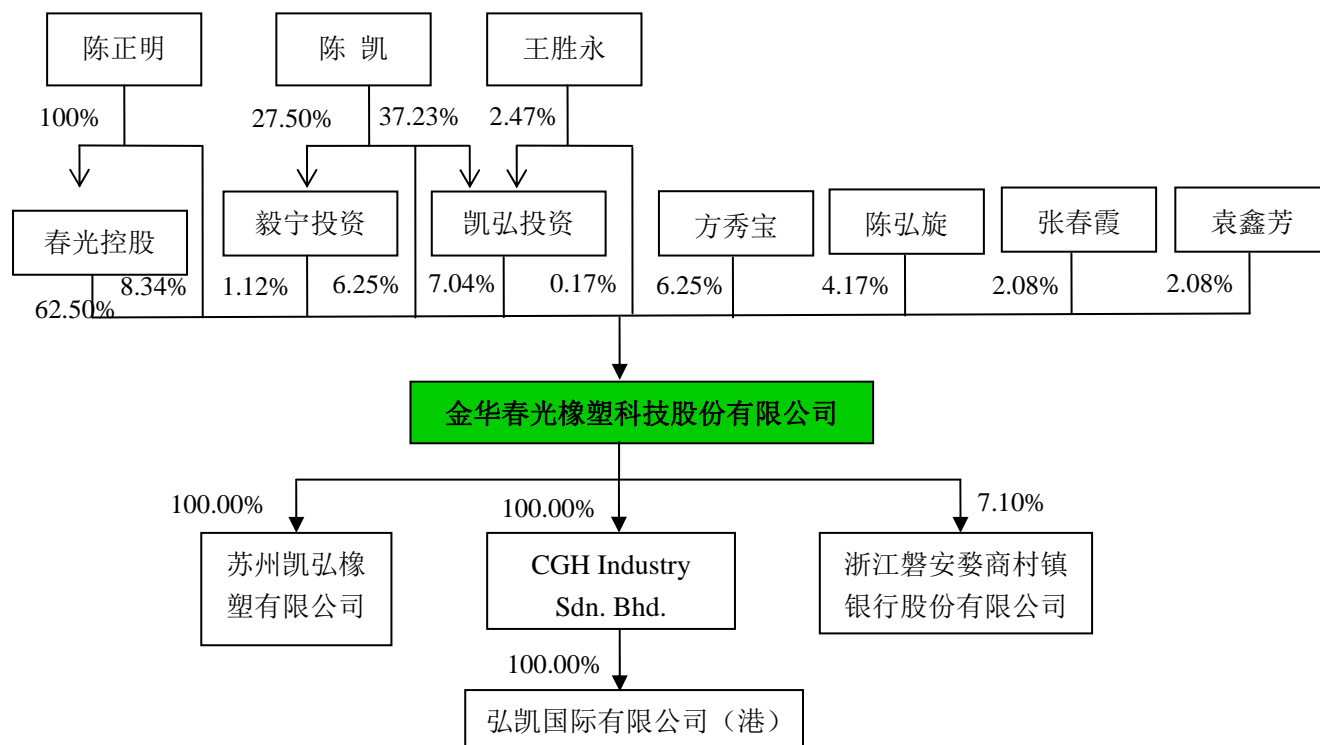 陈正明
陈 凯
王胜永
100%
27.50%
37.23%
2.47%
春光控股
毅宁投资
凯弘投资
方秀宝
陈弘旋
张春霞
袁鑫芳
62.50%
8.34%
1.12%
6.25%
7.04%
0.17%
6.25%
4.17%
2.08%
2.08%
金华春光橡塑科技股份有限公司
100.00%
100.00%
7.10%
苏州凯弘橡
塑有限公司
CGH Industry
Sdn. Bhd.
浙江磐安婺商村镇
银行股份有限公司
100.00%
弘凯国际有限公司（港）